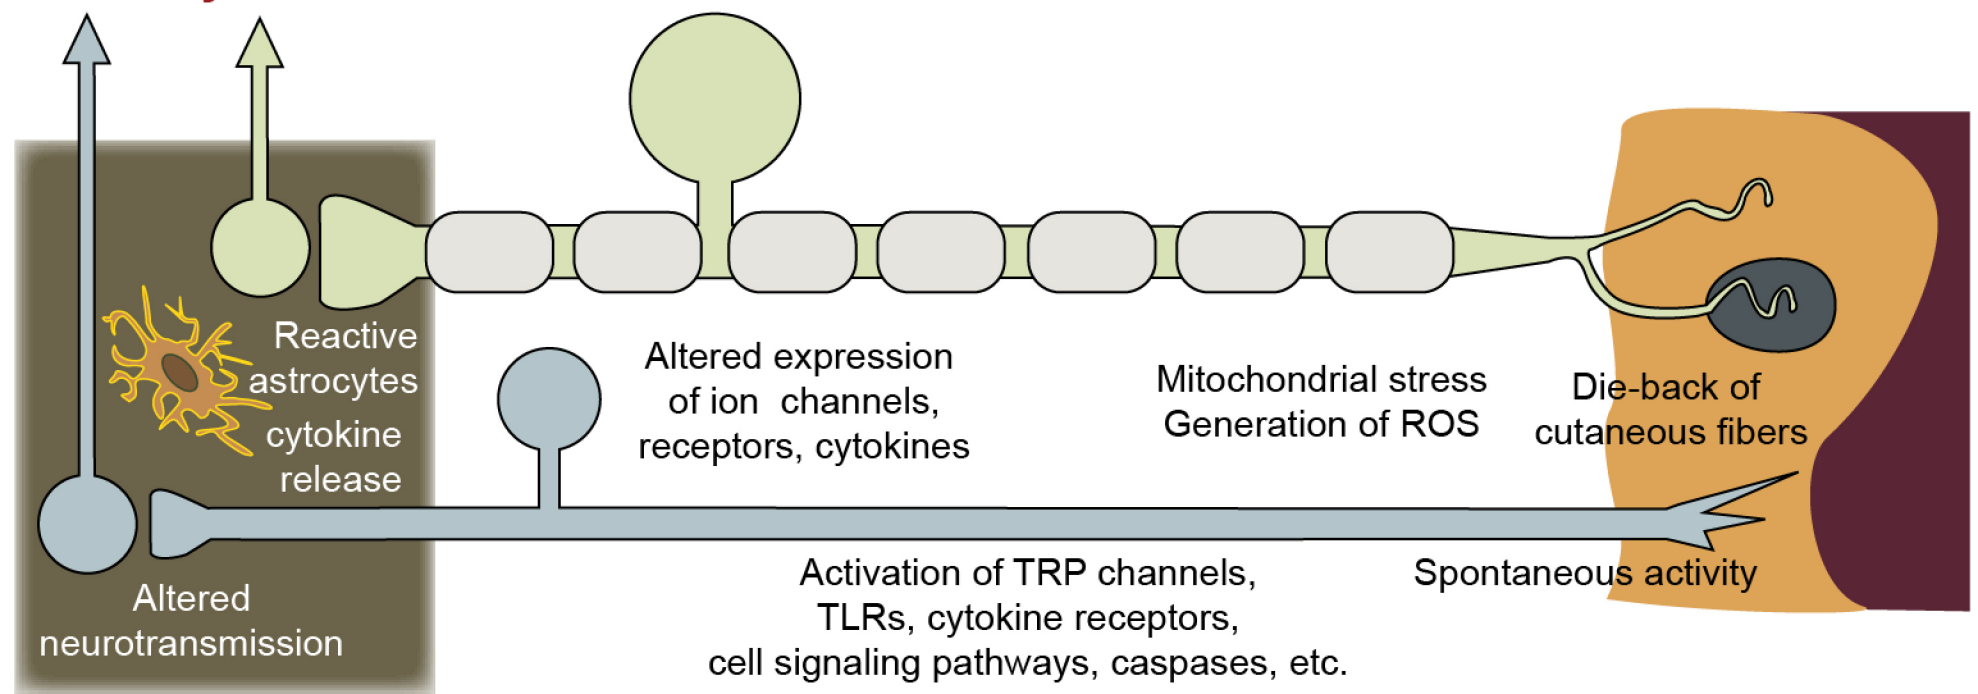 Reactive
astrocytes
cytokine
release
Altered
neurotransmission
Altered expression
of ion channels,
receptors, cytokines
Mitochondrial stress
Generation of ROS
Die-back of
cutaneous fibers
Activation of TRP channels,
TLRs, cytokine receptors,
cell signaling pathways, caspases, etc.
Spontaneous activity